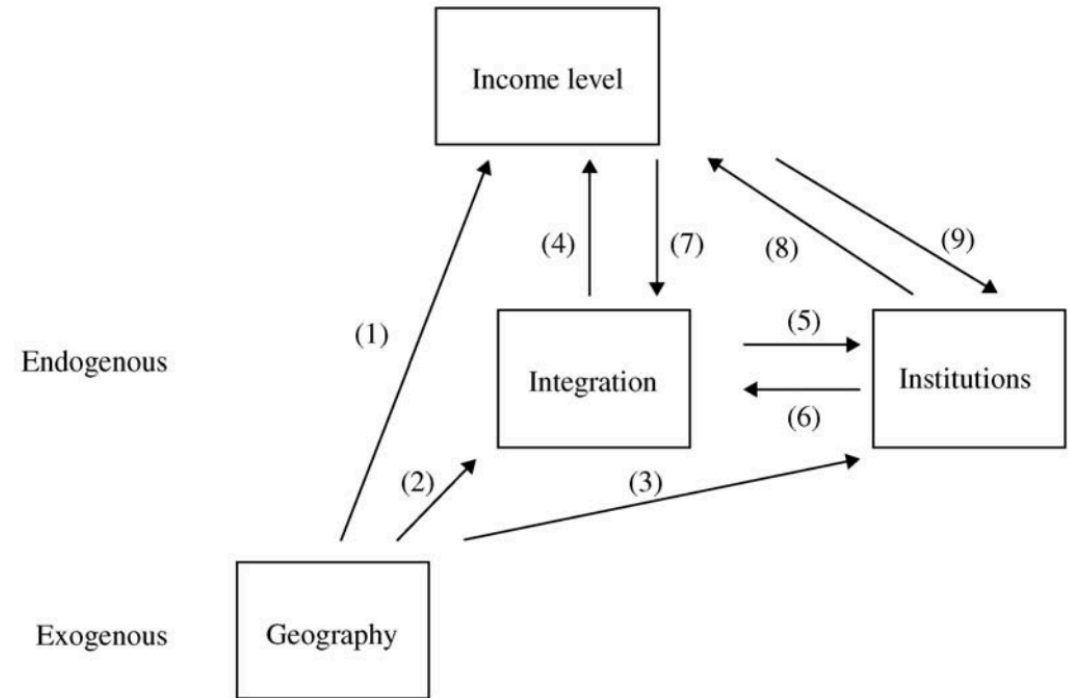 Income level
(4)
(7)
(8)
(9)
(1)
(5)
Endogenous
Integration
Institutions
(6)
(2)
(3)
Exogenous
Geography